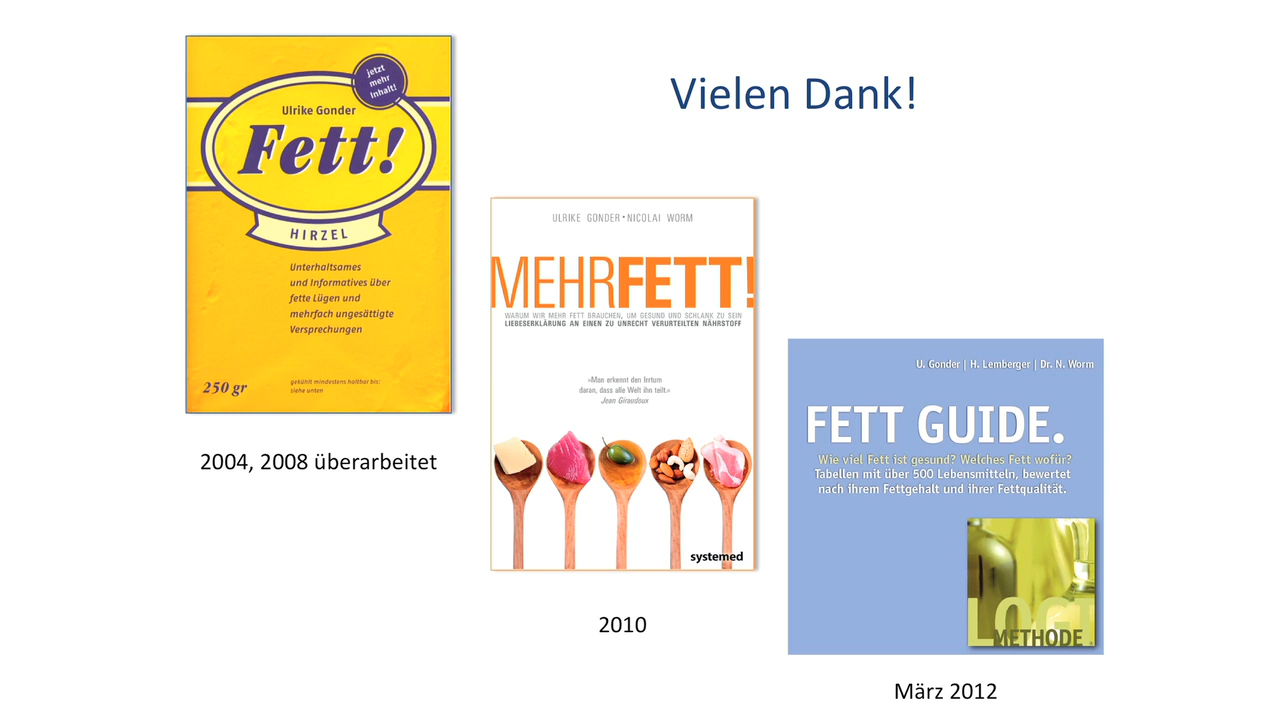 Vielen Dank!
jetzt
mehr
Inhalt!
Ulrike Gonder
Fett!
HIRZEL
Unterhaltsames
und Informatives über
fette Lügen und
mehrfach ungesättigte
Versprechungen
250 gr
gekühlt mindestens haltbar bis:
siehe unten
2004, 2008 überarbeitet
ULRIKE GONDER • NICOLAI WORM
MEHRFETT!
WARUM WIR MEHR FETT BRAUCHEN, UM GESUND UND SCHLANK ZU SEIN
LIEBESERKLÄRUNG AN EINEN ZU UNRECHT VERURTEILTEN NÄHRSTOFF
»Man erkennt den Irrtum
daran, dass alle Welt ihn teilt.«
Jean Giraudoux
systemed
2010
U. Gonder | H. Lemberger | Dr. N. Worm
FETT GUIDE.
Wie viel Fett ist gesund? Welches Fett wofür?
Tabellen mit über 500 Lebensmitteln, bewertet
nach ihrem Fettgehalt und ihrer Fettqualität.
LOGI
METHODE
März 2012